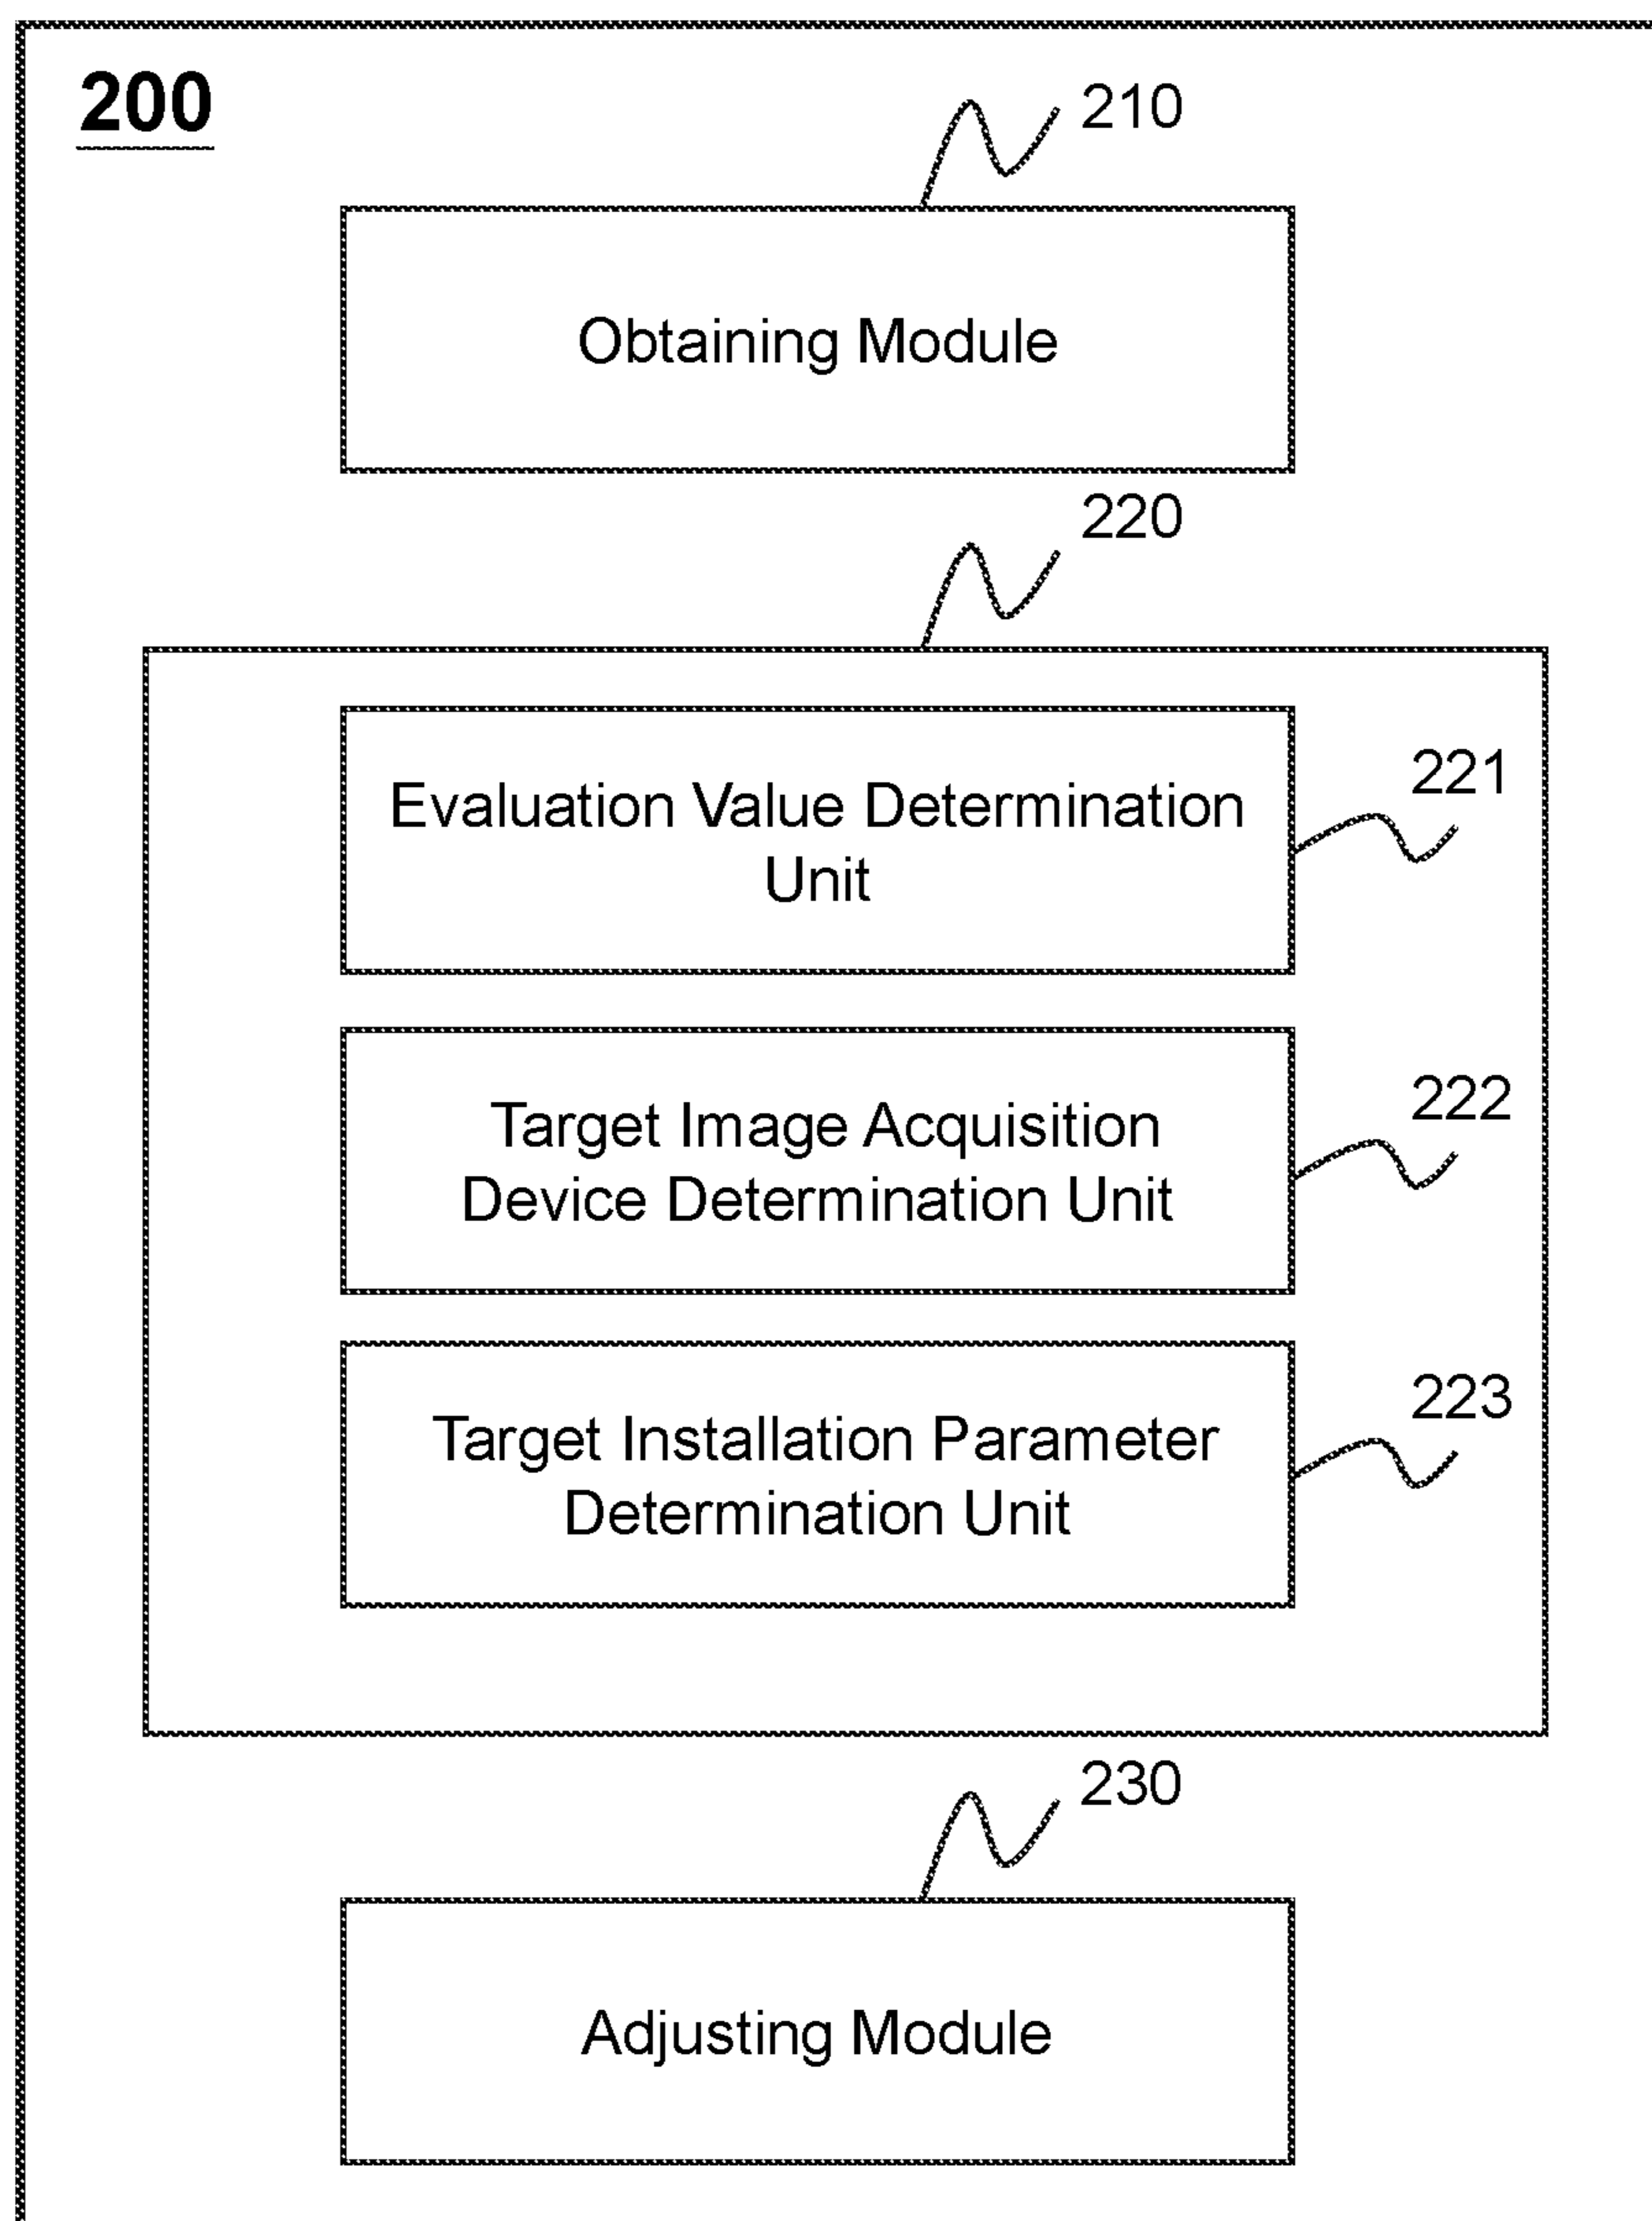 200
210
Obtaining Module
220
Evaluation Value Determination
Unit
221
Target Image Acquisition
Device Determination Unit
222
Target Installation Parameter
Determination Unit
223
230
Adjusting Module